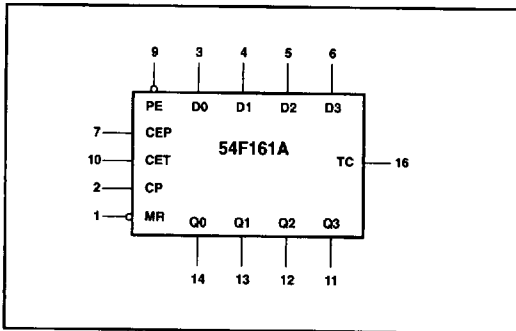 9 3 4 5 6
PE D0 D1 D2 D3
7 CEP
54F161A
10 CET
TC 16
2 CP
1 MR
Q0 Q1 Q2 Q3
14 13 12 11